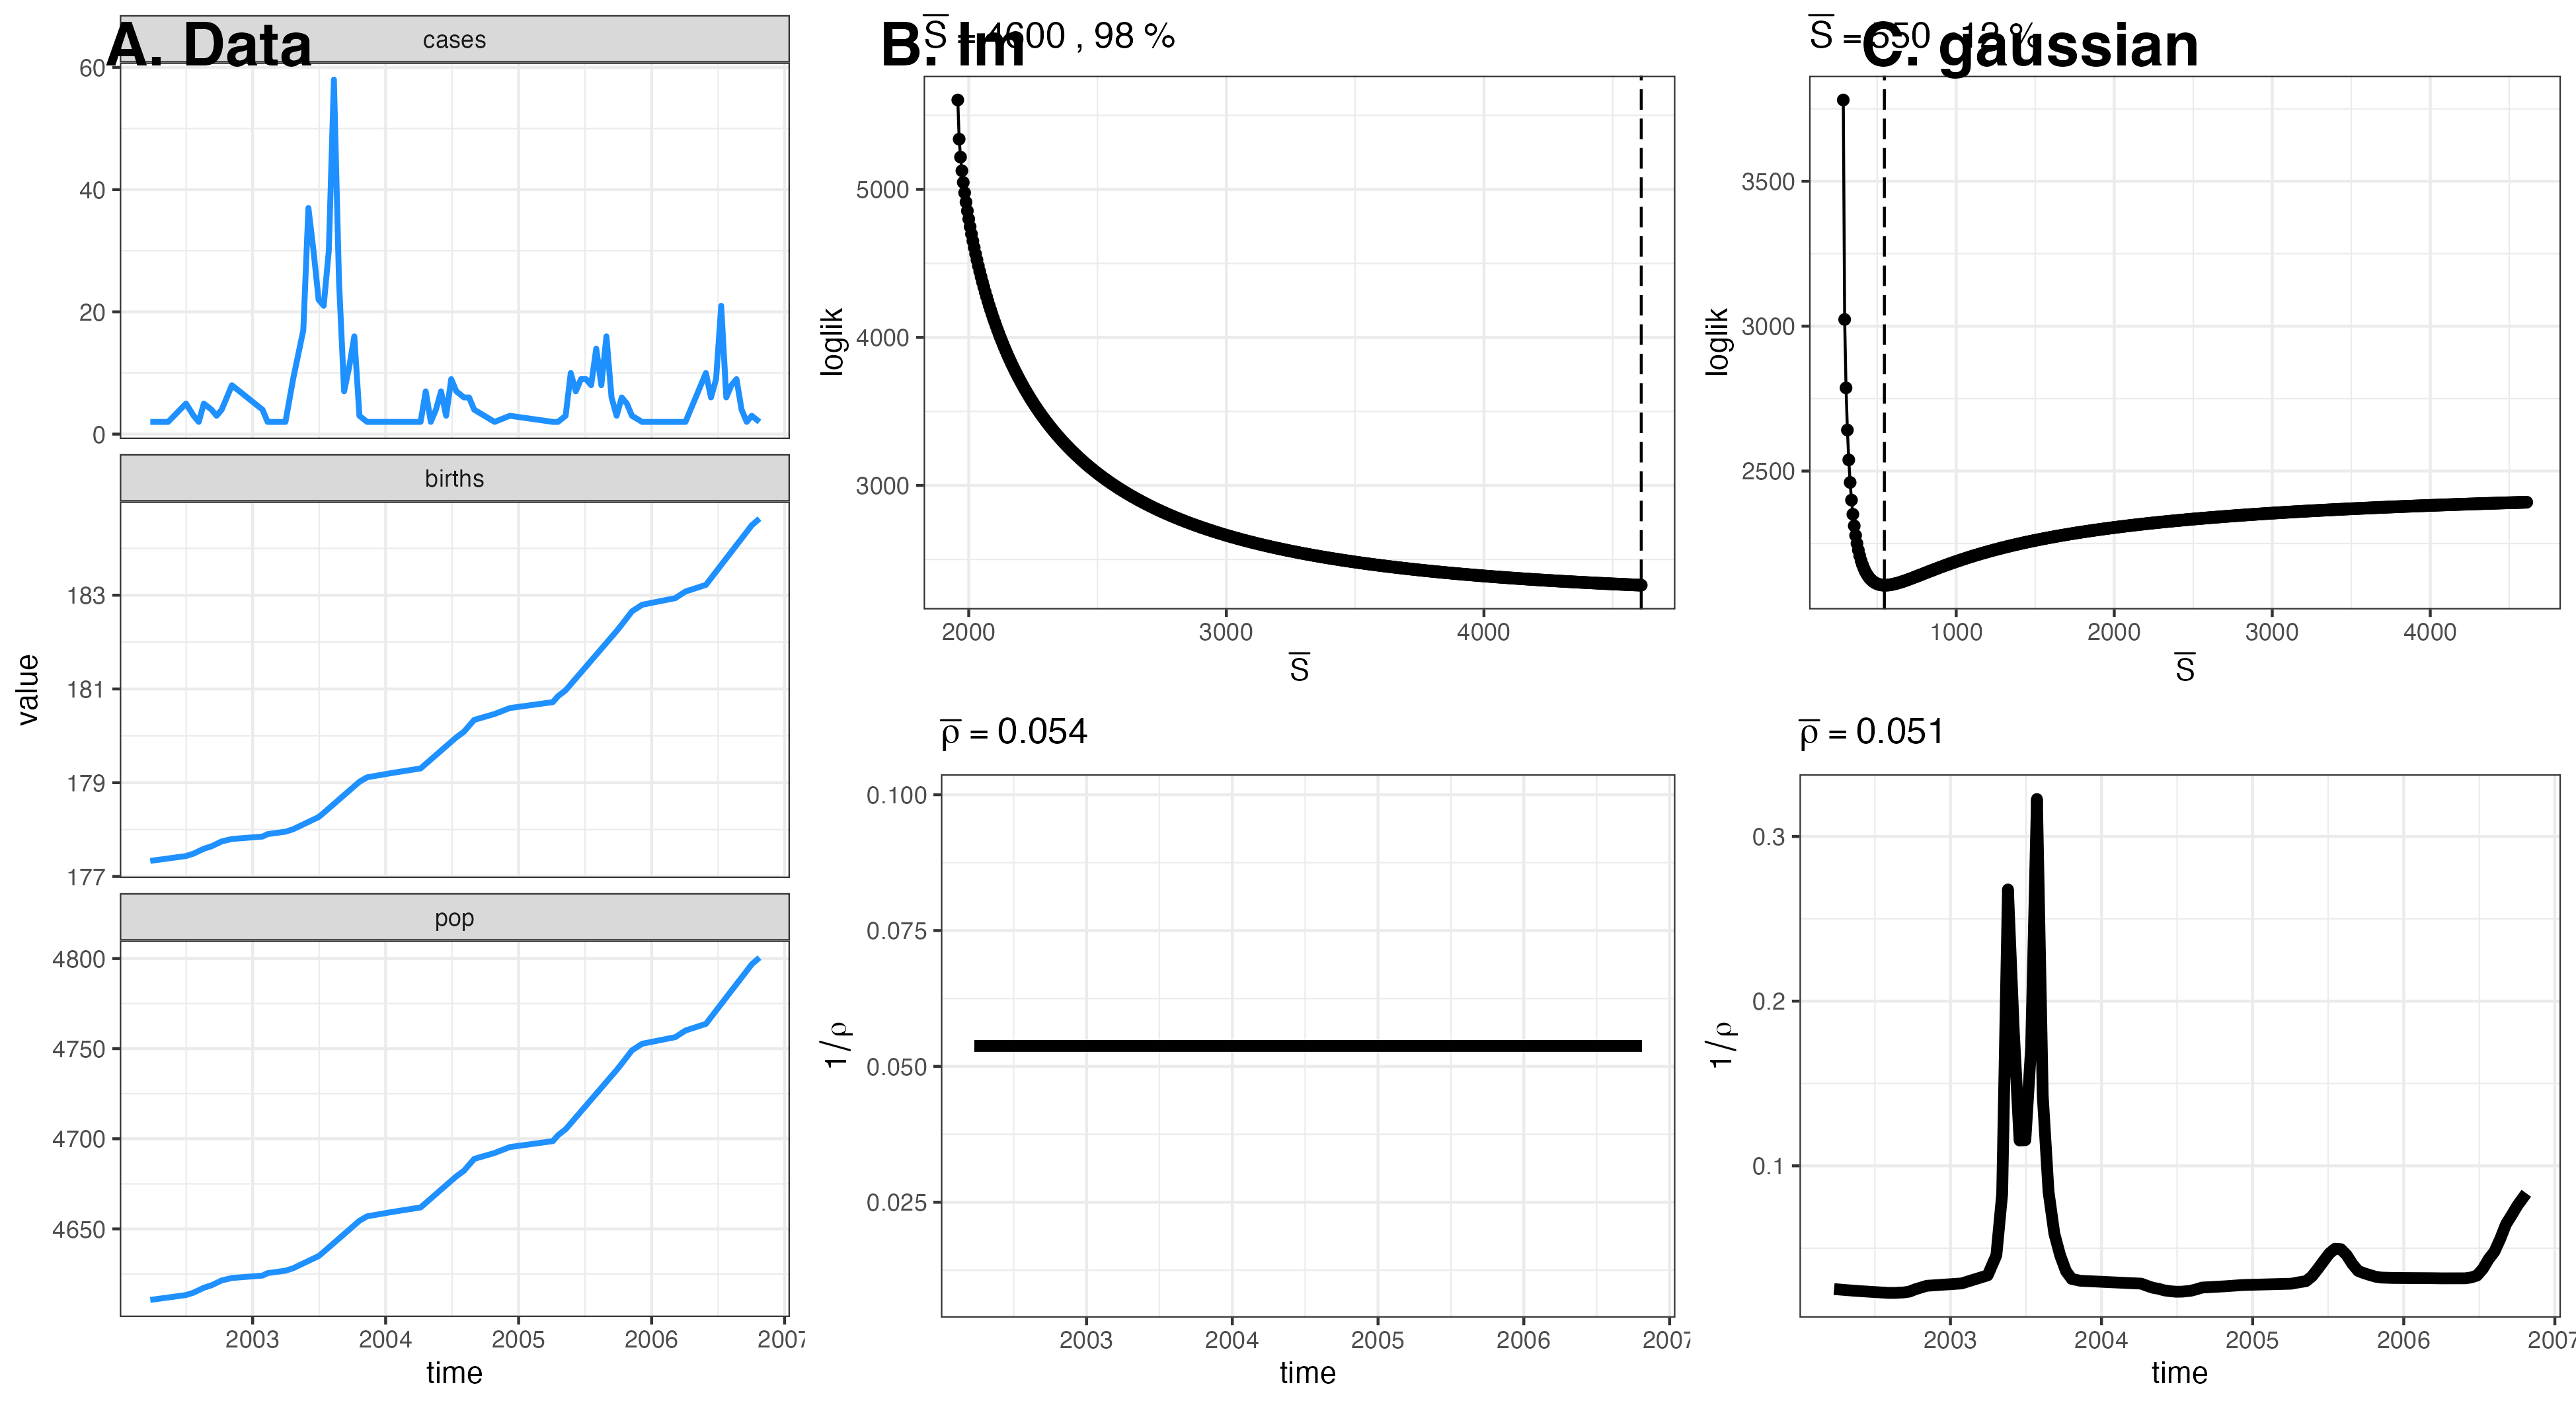 A. Data
cases
60
40
20
0
births
183
181
179
177
pop
4800
4750
4700
4650
value
2003 2004 2005 2006 2007
time
B. lm
S̅ = 4600 , 98 %
5000
4000
3000
loglik
2000 3000 4000
S̅
ρ̅ = 0.054
0.100
0.075
0.050
0.025
1/ρ
2003 2004 2005 2006 2007
time
C. gaussian
S̅ = 550 , 12 %
3500
3000
2500
loglik
1000 2000 3000 4000
S̅
ρ̅ = 0.051
0.3
0.2
0.1
1/ρ
2003 2004 2005 2006 2007
time